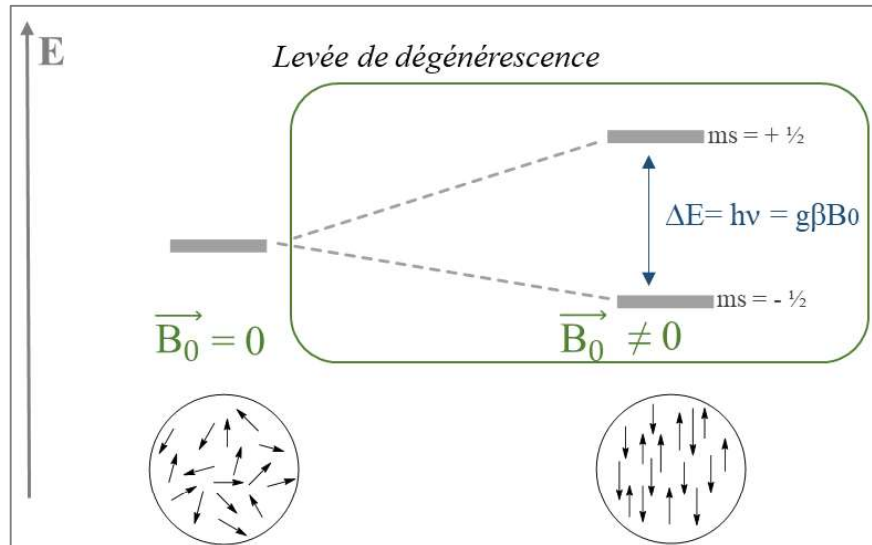 E
Levée de dégénérescence
ms = + ½
ΔE= hν = gβB0
ms = - ½
B0 = 0
B0 ≠ 0